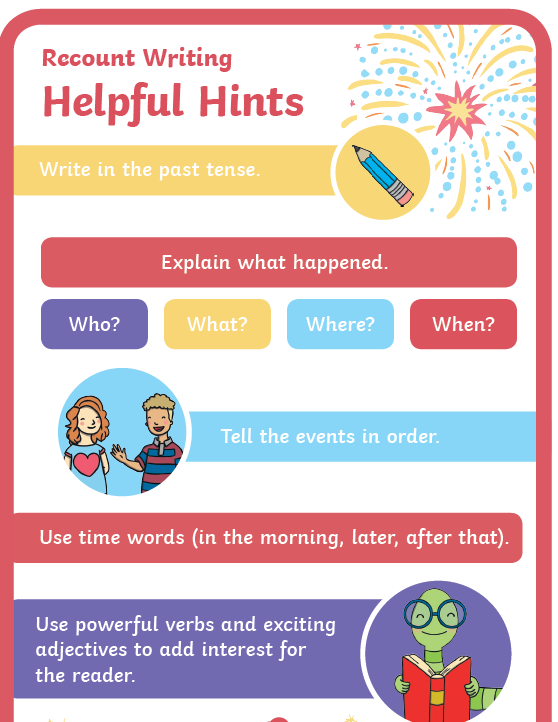 Recount Writing
Helpful Hints
Write in the past tense.
Explain what happened.
Who? What? Where? When?
Tell the events in order.
Use time words (in the morning, later, after that).
Use powerful verbs and exciting
adjectives to add interest for
the reader.